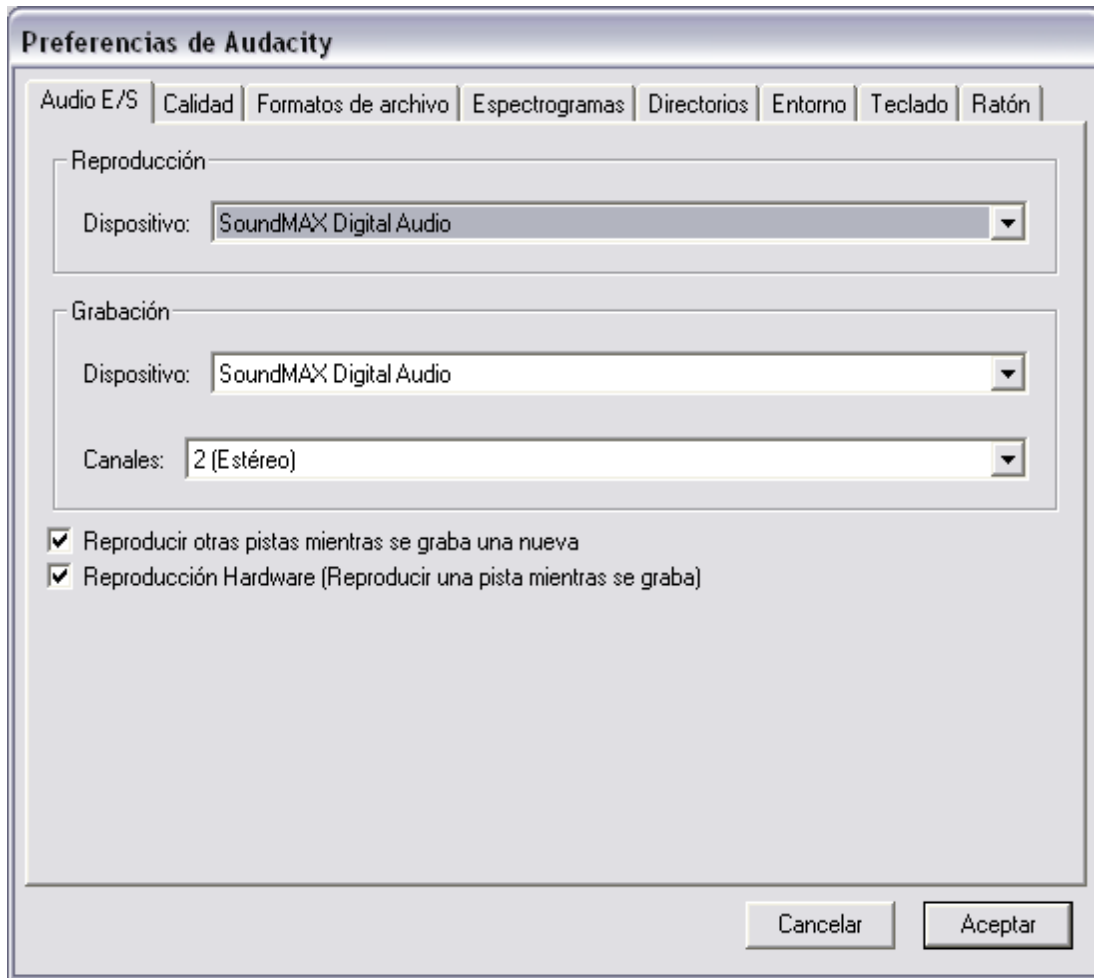 Preferencias de Audacity
Audio E/S Calidad Formatos de archivo Espectrogramas Directorios Entorno Teclado Ratón
Reproducción
Dispositivo: SoundMAX Digital Audio
Grabación
Dispositivo: SoundMAX Digital Audio
Canales: 2 (Estéreo)
Reproducir otras pistas mientras se graba una nueva
Reproducción Hardware (Reproducir una pista mientras se graba)
Cancelar Aceptar